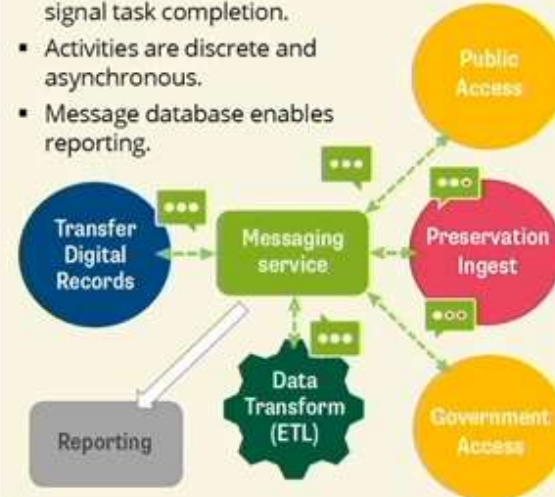 signal task completion.
▪ Activities are discrete and
asynchronous.
▪ Message database enables
reporting.
Public
Access
Transfer
Digital
Records
Messaging
service
Preservation
Ingest
Data
Transform
(ETL)
Reporting
Government
Access